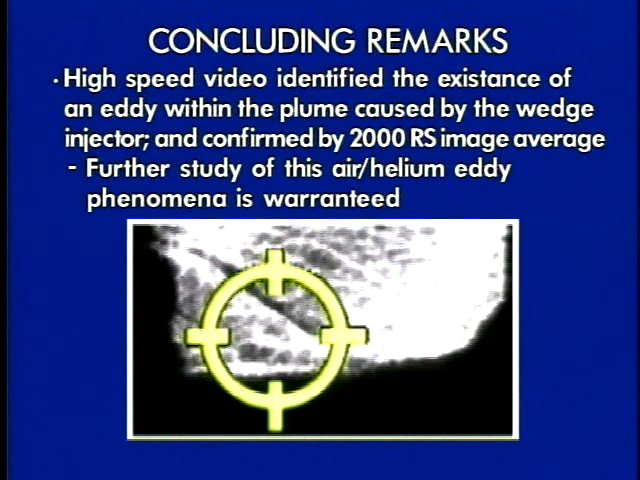 CONCLUDING REMARKS
· High speed video identified the existance of
an eddy within the plume caused by the wedge
injector; and confirmed by 2000 RS image average
- Further study of this air/helium eddy
phenomena is warranteed